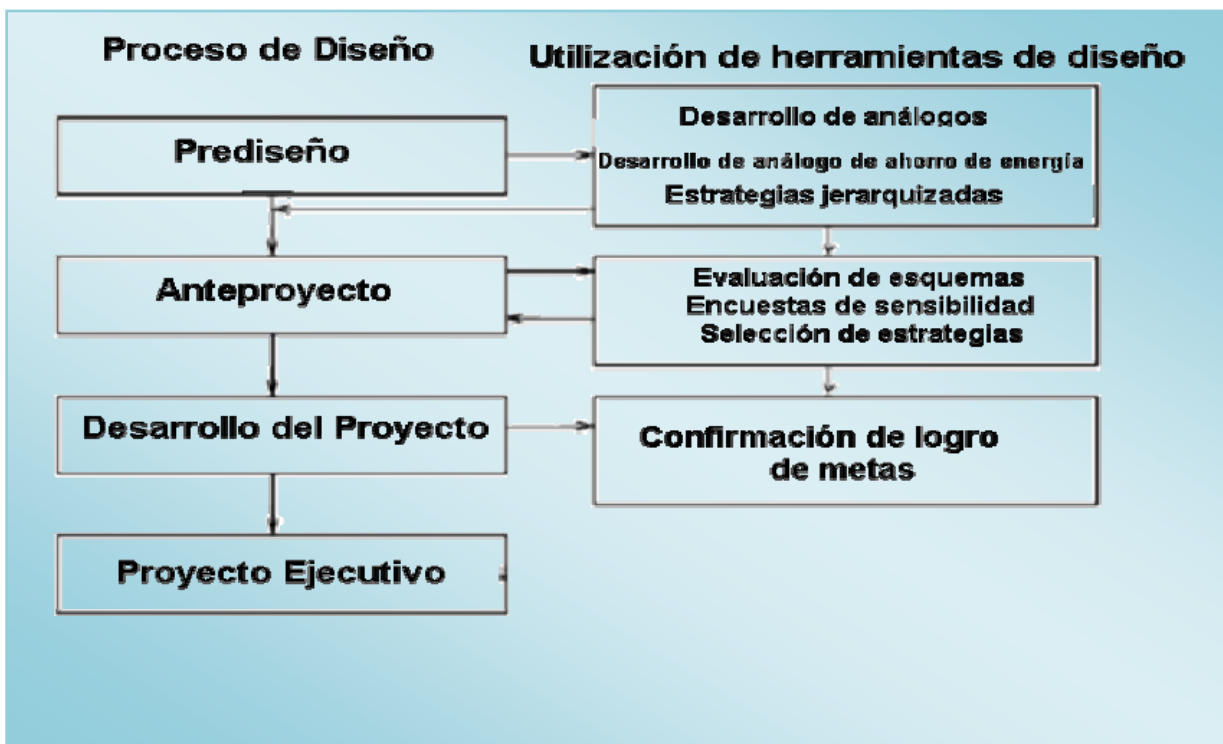 Proceso de Diseño
Utilización de herramientas de diseño
Prediseño
Desarrollo de análogos
Desarrollo de análogo de ahorro de energía
Estrategias jerarquizadas
Anteproyecto
Evaluación de esquemas
Encuestas de sensibilidad
Selección de estrategias
Desarrollo del Proyecto
Confirmación de logro
de metas
Proyecto Ejecutivo